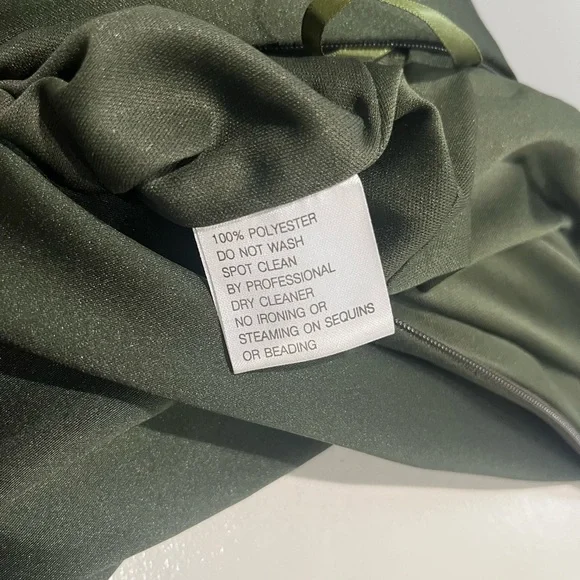 100% POLYESTER
DO NOT WASH
SPOT CLEAN
BY PROFESSIONAL
DRY CLEANER
NO IRONING OR
STEAMING ON SEQUINS
OR BEADING